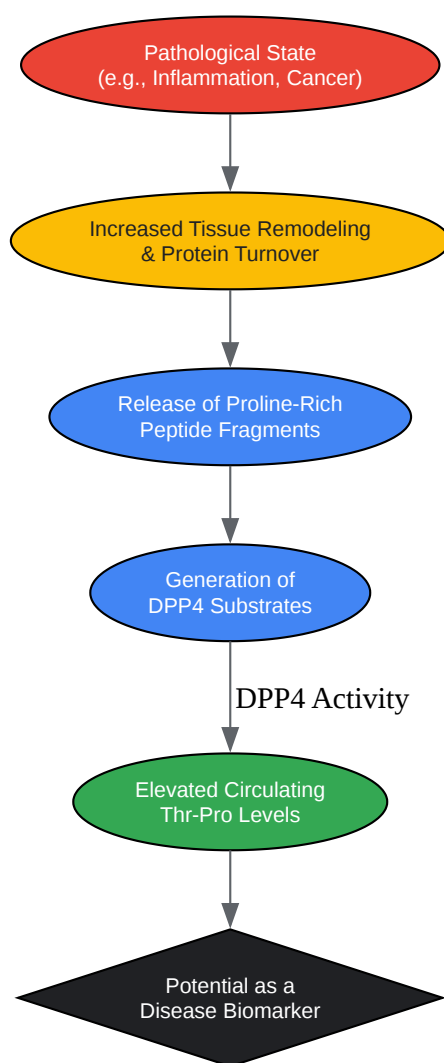 Pathological State
(e.g., Inflammation, Cancer)
Increased Tissue Remodeling
& Protein Turnover
Release of Proline-Rich
Peptide Fragments
Generation of
DPP4 Substrates
DPP4 Activity
Elevated Circulating
Thr-Pro Levels
Potential as a
Disease Biomarker